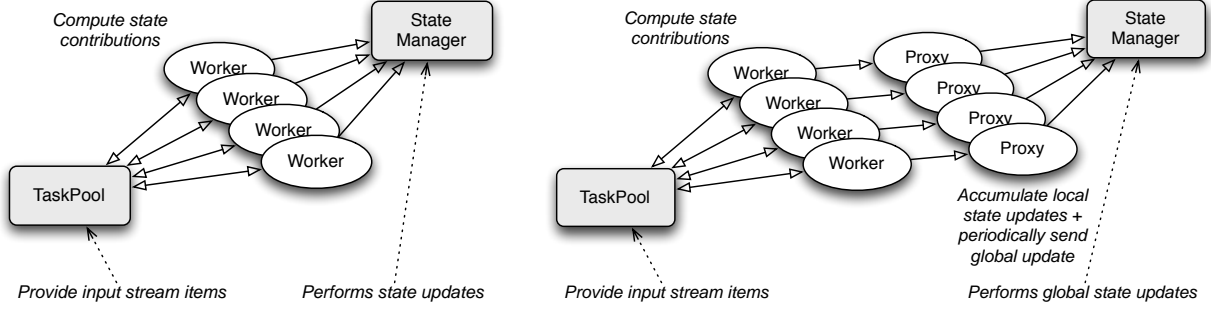 Compute state
contributions
State
Manager
Worker
Worker
Worker
Worker
TaskPool
Provide input stream items
Performs state updates
Compute state
contributions
State
Manager
Worker
Worker
Worker
Worker
Proxy
Proxy
Proxy
Proxy
TaskPool
Accumulate local
state updates +
periodically send
global update
Provide input stream items
Performs global state updates